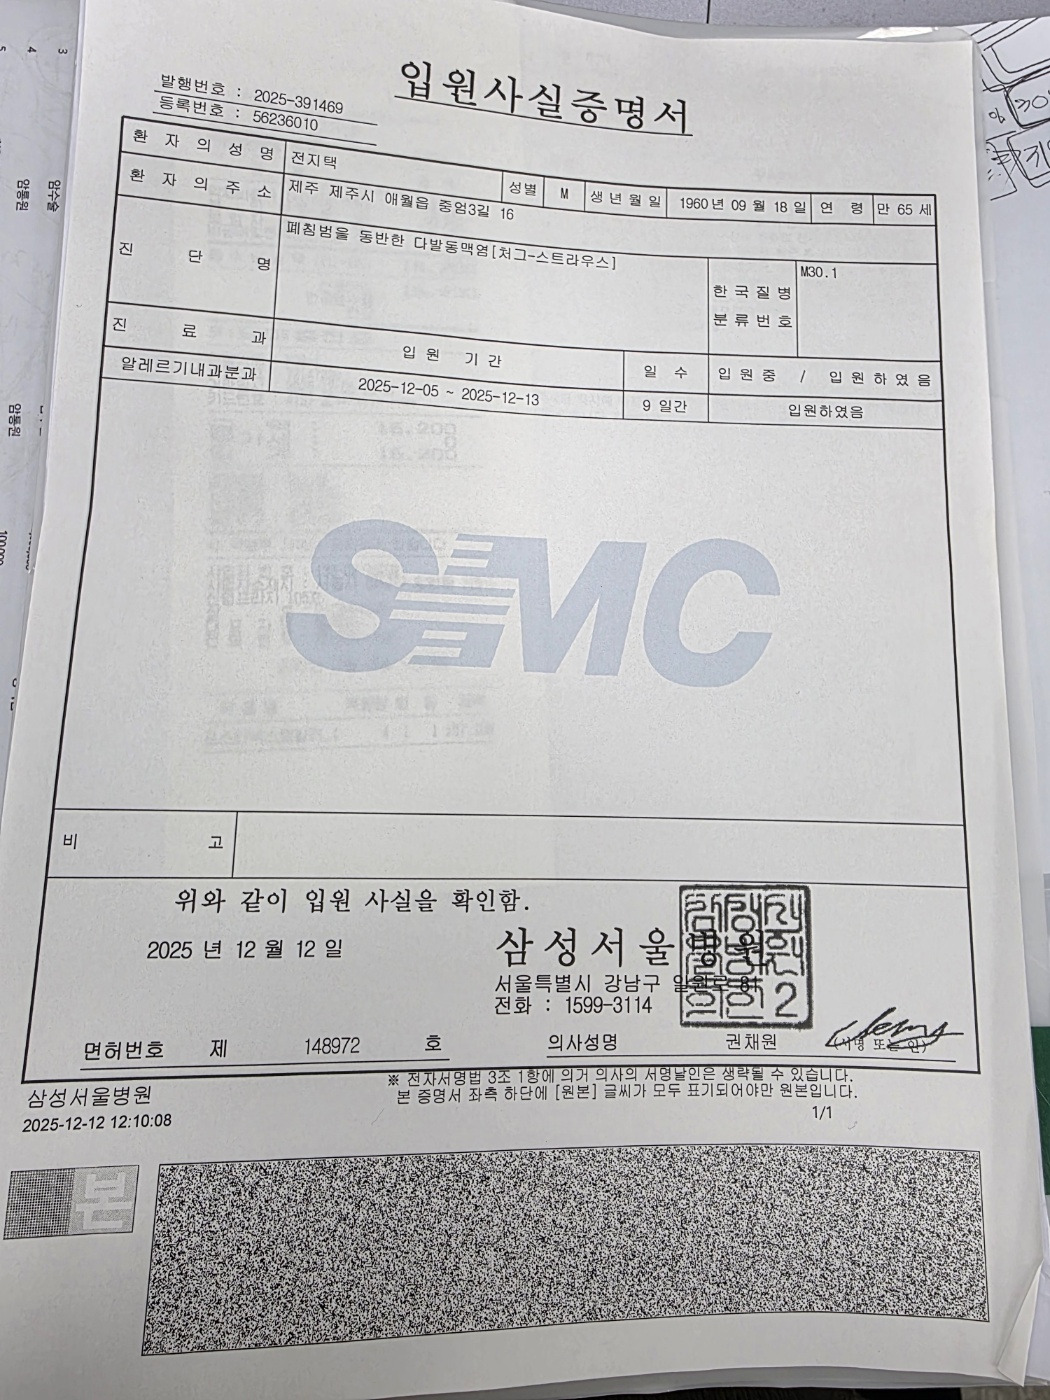 입원사실증명서
발행번호 : 2025-391469
등록번호 : 56236010
환자의성명 전지택 성별 M 생년월일 1960년 09월 18일 연령 만 65 세
환자의주소 제주 제주시 애월읍 중엄3길 16
진단명 폐침범을 동반한 다발동맥염[처그-스트라우스] 한국질병분류번호 M30.1
진료과 입원 기간 일 수 입원중 / 입원하였음
알레르기내과분과 2025-12-05 ~ 2025-12-13 9 일간 입원하였음
SMC
비고
위와 같이 입원 사실을 확인함.
2025 년 12 월 12 일 삼성서울병원
서울특별시 강남구 일원로 81
전화 : 1599-3114
면허번호 제 148972 호 의사성명 권채원 (서명 또는 인)
삼성서울병원 ※ 전자서명법 3조 1항에 의거 의사의 서명날인은 생략될 수 있습니다.
본 증명서 좌측 하단에 [원본] 글씨가 모두 표기되어야만 원본입니다.
2025-12-12 12:10:08 1/1